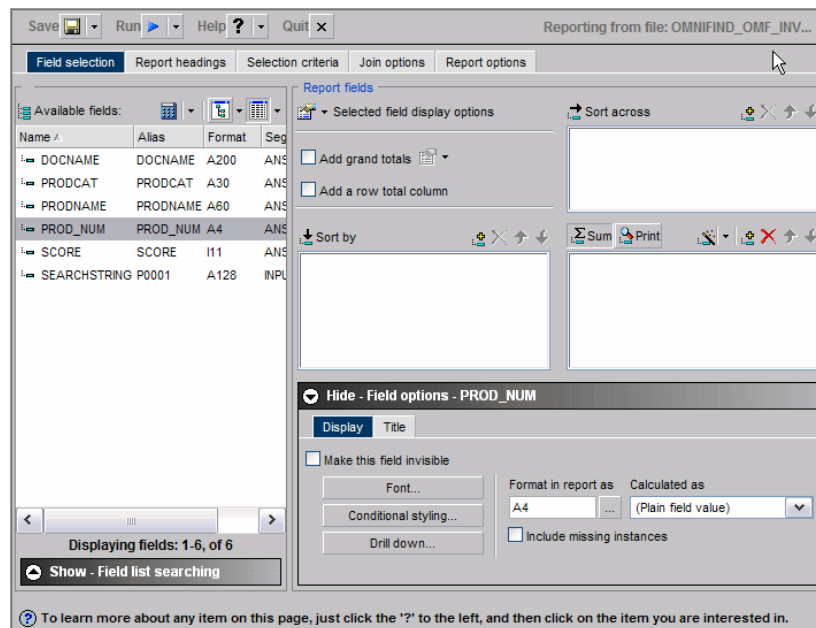 Save Run Help ? Quit x Reporting from file: OMNIFIND_OMF_INV...
Field selection Report headings Selection criteria Join options Report options
Report fields
Available fields:
Selected field display options
Sort across
Name Alias Format Seg
DOCNAME DOCNAME A200 ANS
PRODCAT PRODCAT A30 ANS
PRODNAME PRODNAME A60 ANS
PROD_NUM PROD_NUM A4 ANS
SCORE SCORE I11 ANS
SEARCHSTRING P0001 A128 INPU
Add grand totals
Add a row total column
Sort by
Sum Print
Hide - Field options - PROD_NUM
Display Title
Make this field invisible
Font...
Conditional styling...
Drill down...
Format in report as Calculated as
A4 ... (Plain field value)
Include missing instances
Displaying fields: 1-6, of 6
Show - Field list searching
? To learn more about any item on this page, just click the '?' to the left, and then click on the item you are interested in.